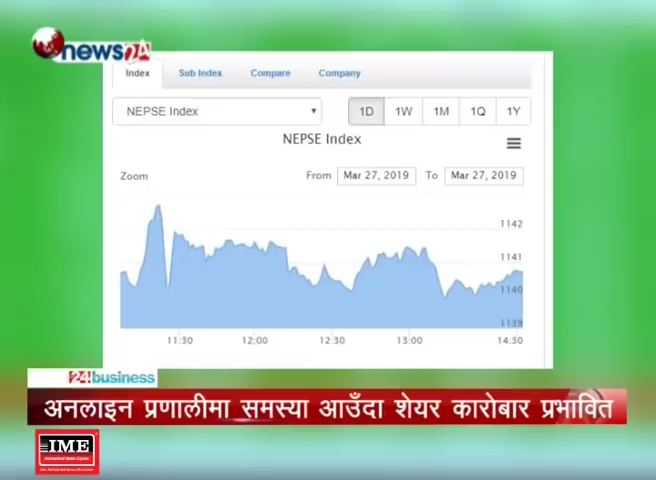 news24
Index Sub Index Compare Company
NEPSE Index 1D 1W 1M 1Q 1Y
NEPSE Index
Zoom From Mar 27, 2019 To Mar 27, 2019
1142
1141
1140
1139
11:30 12:00 12:30 13:00 14:30
24business
अनलाइन प्रणालीमा समस्या आउँदा शेयर कारोबार प्रभावित
IME